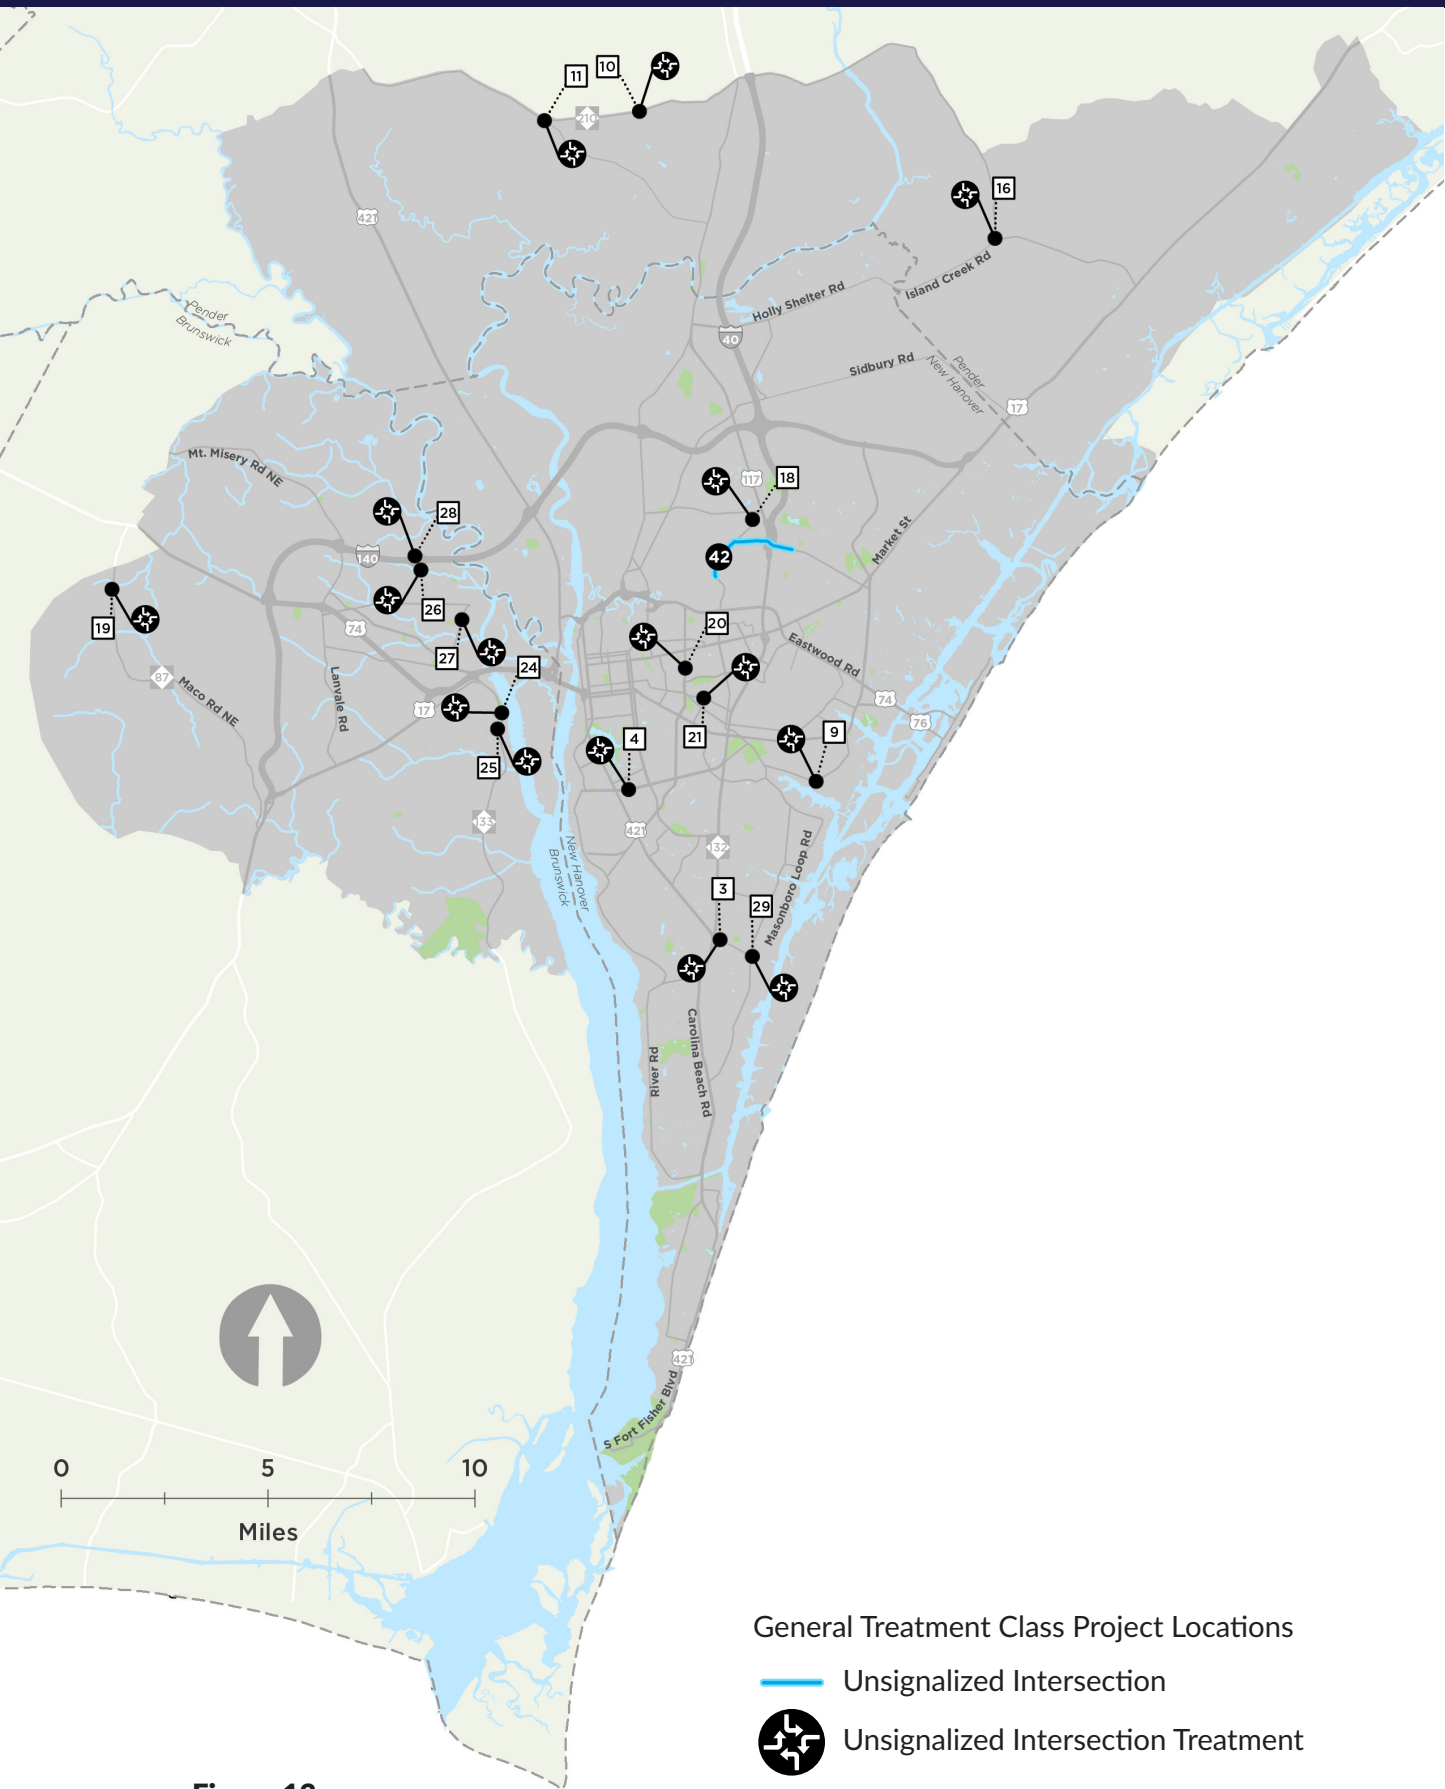 11
10
210
16
421
Island Creek Rd
Holly Shelter Rd
Pender
Brunswick
40
Sidbury Rd
Pender
New Hanover
17
Mt. Misery Rd NE
117
18
28
Market St
140
42
19
26
74
20
27
24
Eastwood Rd
87
Maco Rd NE
Lanvale Rd
17
74
76
21
4
9
25
133
421
132
New Hanover
Brunswick
Masonboro Loop Rd
3
29
River Rd
Carolina Beach Rd
421
S Fort Fisher Blvd
0 5 10
Miles
General Treatment Class Project Locations
Unsignalized Intersection
Unsignalized Intersection Treatment